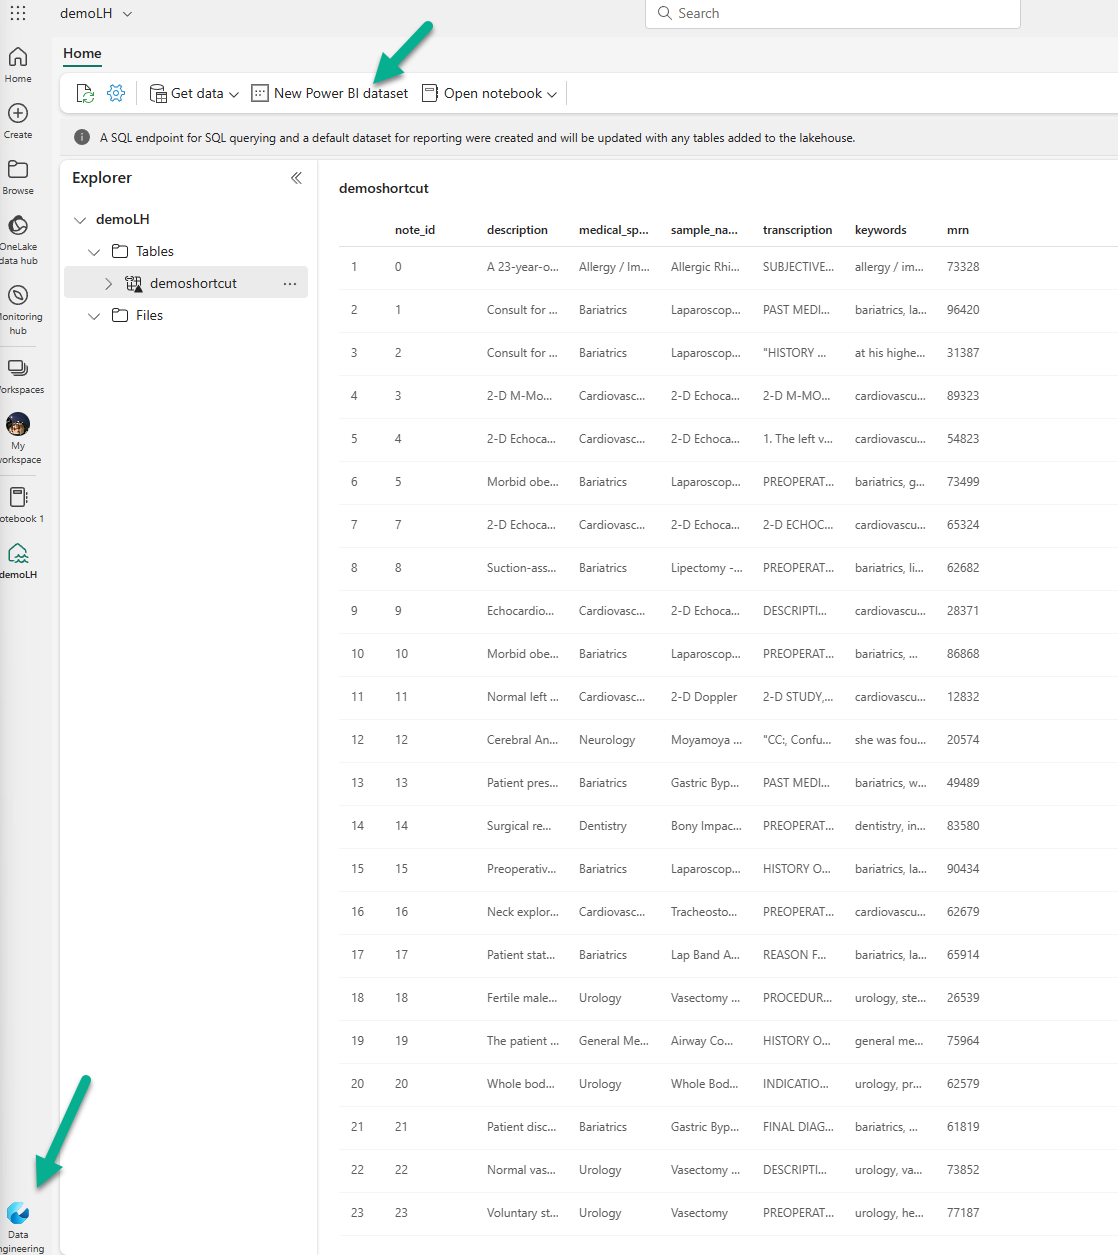 demoLH
Search
Home
Create
Browse
OneLake
data hub
onitoring
hub
orkspaces
My
workspace
otebook 1
demoLH
Data
ngineering
Home
Get data
New Power BI dataset
Open notebook
A SQL endpoint for SQL querying and a default dataset for reporting were created and will be updated with any tables added to the lakehouse.
Explorer
demoLH
Tables
demoshortcut ...
Files
demoshortcut
note_id description medical_sp... sample_na... transcription keywords mrn
1 0 A 23-year-o... Allergy / Im... Allergic Rhi... SUBJECTIVE... allergy / im... 73328
2 1 Consult for ... Bariatrics Laparoscop... PAST MEDI... bariatrics, la... 96420
3 2 Consult for ... Bariatrics Laparoscop... "HISTORY ... at his highe... 31387
4 3 2-D M-Mo... Cardiovasc... 2-D Echoca... 2-D M-MO... cardiovascu... 89323
5 4 2-D Echoca... Cardiovasc... 2-D Echoca... 1. The left v... cardiovascu... 54823
6 5 Morbid obe... Bariatrics Laparoscop... PREOPERAT... bariatrics, g... 73499
7 7 2-D Echoca... Cardiovasc... 2-D Echoca... 2-D ECHOC... cardiovascu... 65324
8 8 Suction-ass... Bariatrics Lipectomy -... PREOPERAT... bariatrics, li... 62682
9 9 Echocardio... Cardiovasc... 2-D Echoca... DESCRIPTI... cardiovascu... 28371
10 10 Morbid obe... Bariatrics Laparoscop... PREOPERAT... bariatrics, ... 86868
11 11 Normal left ... Cardiovasc... 2-D Doppler 2-D STUDY,... cardiovascu... 12832
12 12 Cerebral An... Neurology Moyamoya ... "CC:, Confu... she was fou... 20574
13 13 Patient pres... Bariatrics Gastric Byp... PAST MEDI... bariatrics, w... 49489
14 14 Surgical re... Dentistry Bony Impac... PREOPERAT... dentistry, in... 83580
15 15 Preoperativ... Bariatrics Laparoscop... HISTORY O... bariatrics, la... 90434
16 16 Neck explor... Cardiovasc... Tracheosto... PREOPERAT... cardiovascu... 62679
17 17 Patient stat... Bariatrics Lap Band A... REASON F... bariatrics, la... 65914
18 18 Fertile male... Urology Vasectomy ... PROCEDUR... urology, ste... 26539
19 19 The patient ... General Me... Airway Co... HISTORY O... general me... 75964
20 20 Whole bod... Urology Whole Bod... INDICATIO... urology, pr... 62579
21 21 Patient disc... Bariatrics Gastric Byp... FINAL DIAG... bariatrics, ... 61819
22 22 Normal vas... Urology Vasectomy ... DESCRIPTI... urology, va... 73852
23 23 Voluntary st... Urology Vasectomy PREOPERAT... urology, he... 77187